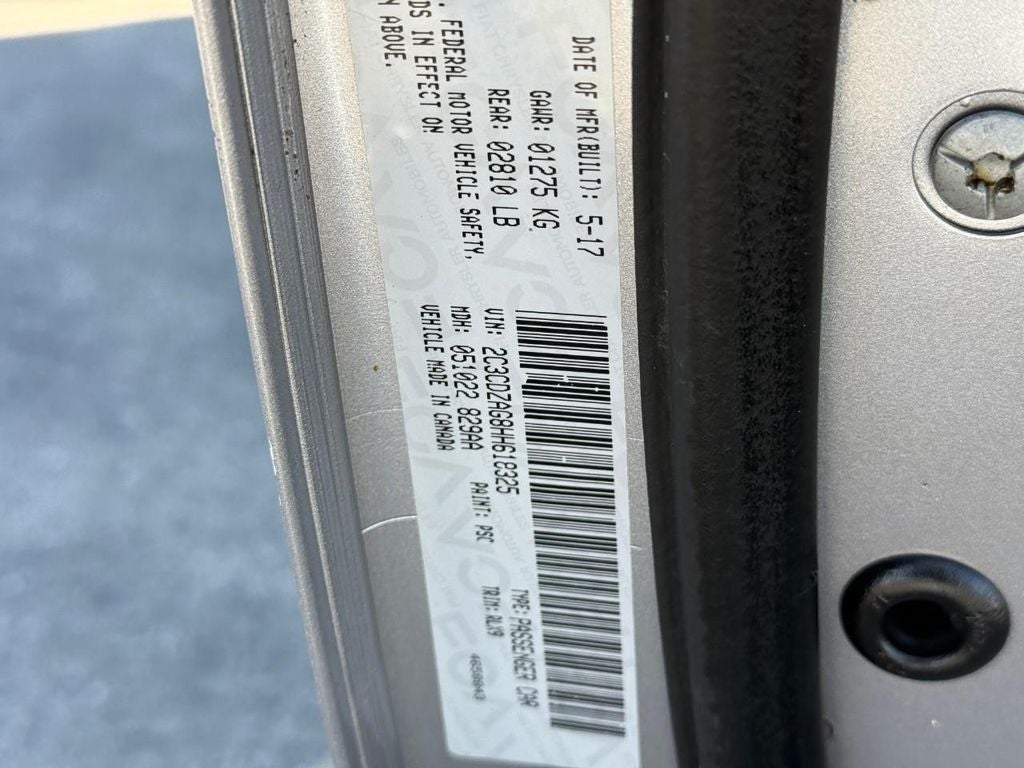 DATE OF MFR(BUILT): 5-17
GAWR: 01275 KG
REAR: 02810 LB
. FEDERAL MOTOR VEHICLE SAFETY,
DS IN EFFECT ON
Y ABOVE.
VIN: 2C3CDZAG8HH618325
TYPE: PASSENGER CAR
MDH: 051022 829AA
PAINT: PSC
TRIM:
VEHICLE MADE IN CANADA